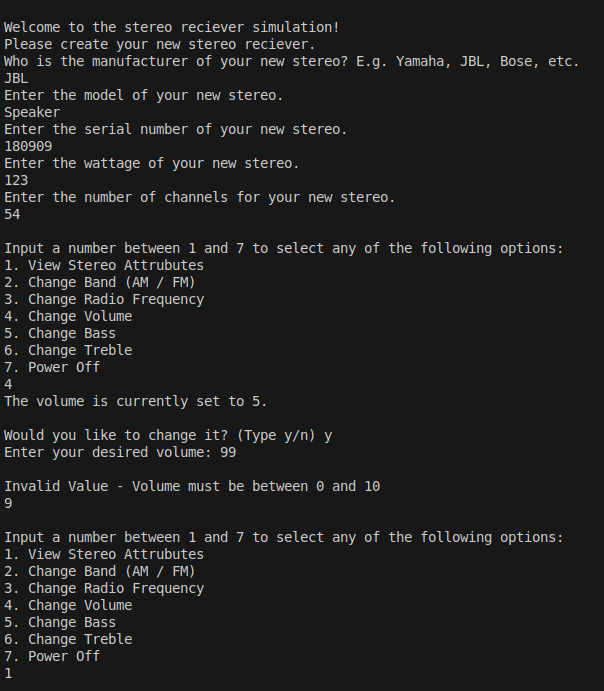 Welcome to the stereo reciever simulation!
Please create your new stereo reciever.
Who is the manufacturer of your new stereo? E.g. Yamaha, JBL, Bose, etc.
JBL
Enter the model of your new stereo.
Speaker
Enter the serial number of your new stereo.
180909
Enter the wattage of your new stereo.
123
Enter the number of channels for your new stereo.
54
Input a number between 1 and 7 to select any of the following options:
1. View Stereo Attrubutes
2. Change Band (AM / FM)
3. Change Radio Frequency
4. Change Volume
5. Change Bass
6. Change Treble
7. Power Off
4
The volume is currently set to 5.
Would you like to change it? (Type y/n) y
Enter your desired volume: 99
Invalid Value - Volume must be between 0 and 10
9
Input a number between 1 and 7 to select any of the following options:
1. View Stereo Attrubutes
2. Change Band (AM / FM)
3. Change Radio Frequency
4. Change Volume
5. Change Bass
6. Change Treble
7. Power Off
1